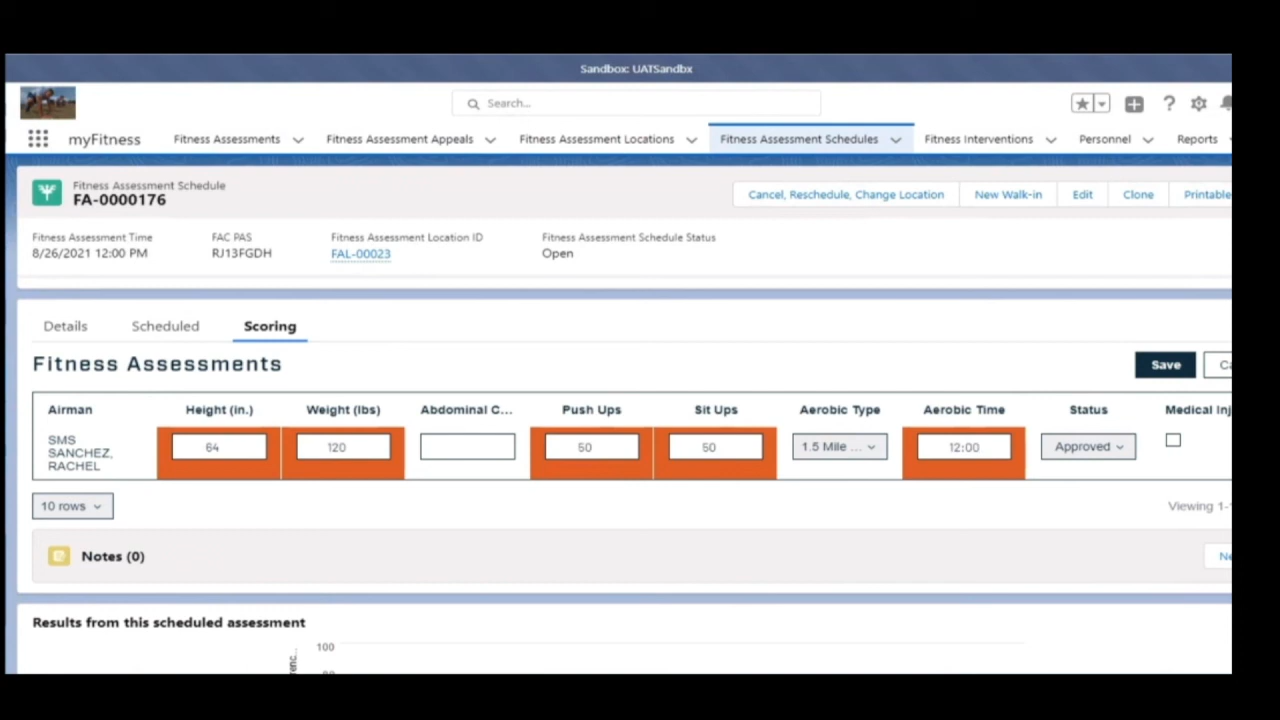 Sandbox: UATSandbx
Search...
myFitness Fitness Assessments Fitness Assessment Appeals Fitness Assessment Locations Fitness Assessment Schedules Fitness Interventions Personnel Reports
Fitness Assessment Schedule
FA-0000176
Cancel, Reschedule, Change Location New Walk-in Edit Clone Printable
Fitness Assessment Time FAC PAS Fitness Assessment Location ID Fitness Assessment Schedule Status
8/26/2021 12:00 PM RJ13FGDH FAL-00023 Open
Details Scheduled Scoring
Fitness Assessments
Save
Airman Height (in.) Weight (lbs) Abdominal C... Push Ups Sit Ups Aerobic Type Aerobic Time Status Medical Inj
SMS SANCHEZ, RACHEL 64 120 50 50 1.5 Mile ... 12:00 Approved
10 rows Viewing 1-
Notes (0) Ne
Results from this scheduled assessment
100